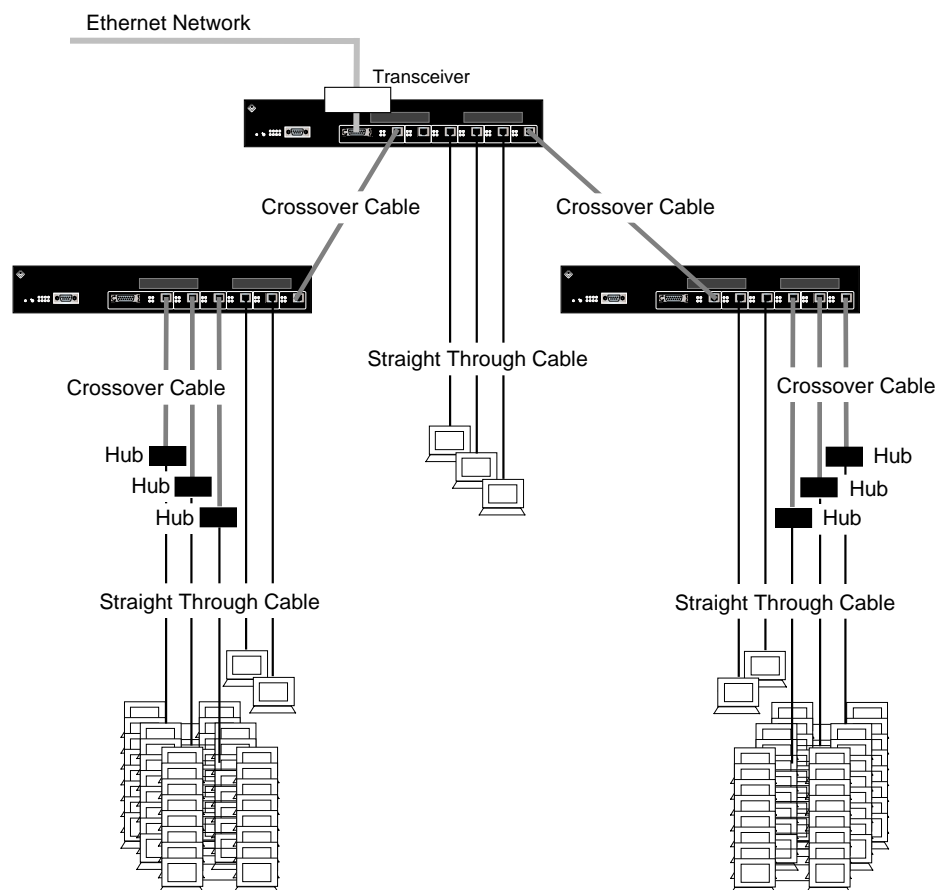 Ethernet Network
Transceiver
Crossover Cable
Crossover Cable
Straight Through Cable
Crossover Cable
Crossover Cable
Hub
Hub
Hub
Hub
Hub
Hub
Straight Through Cable
Straight Through Cable